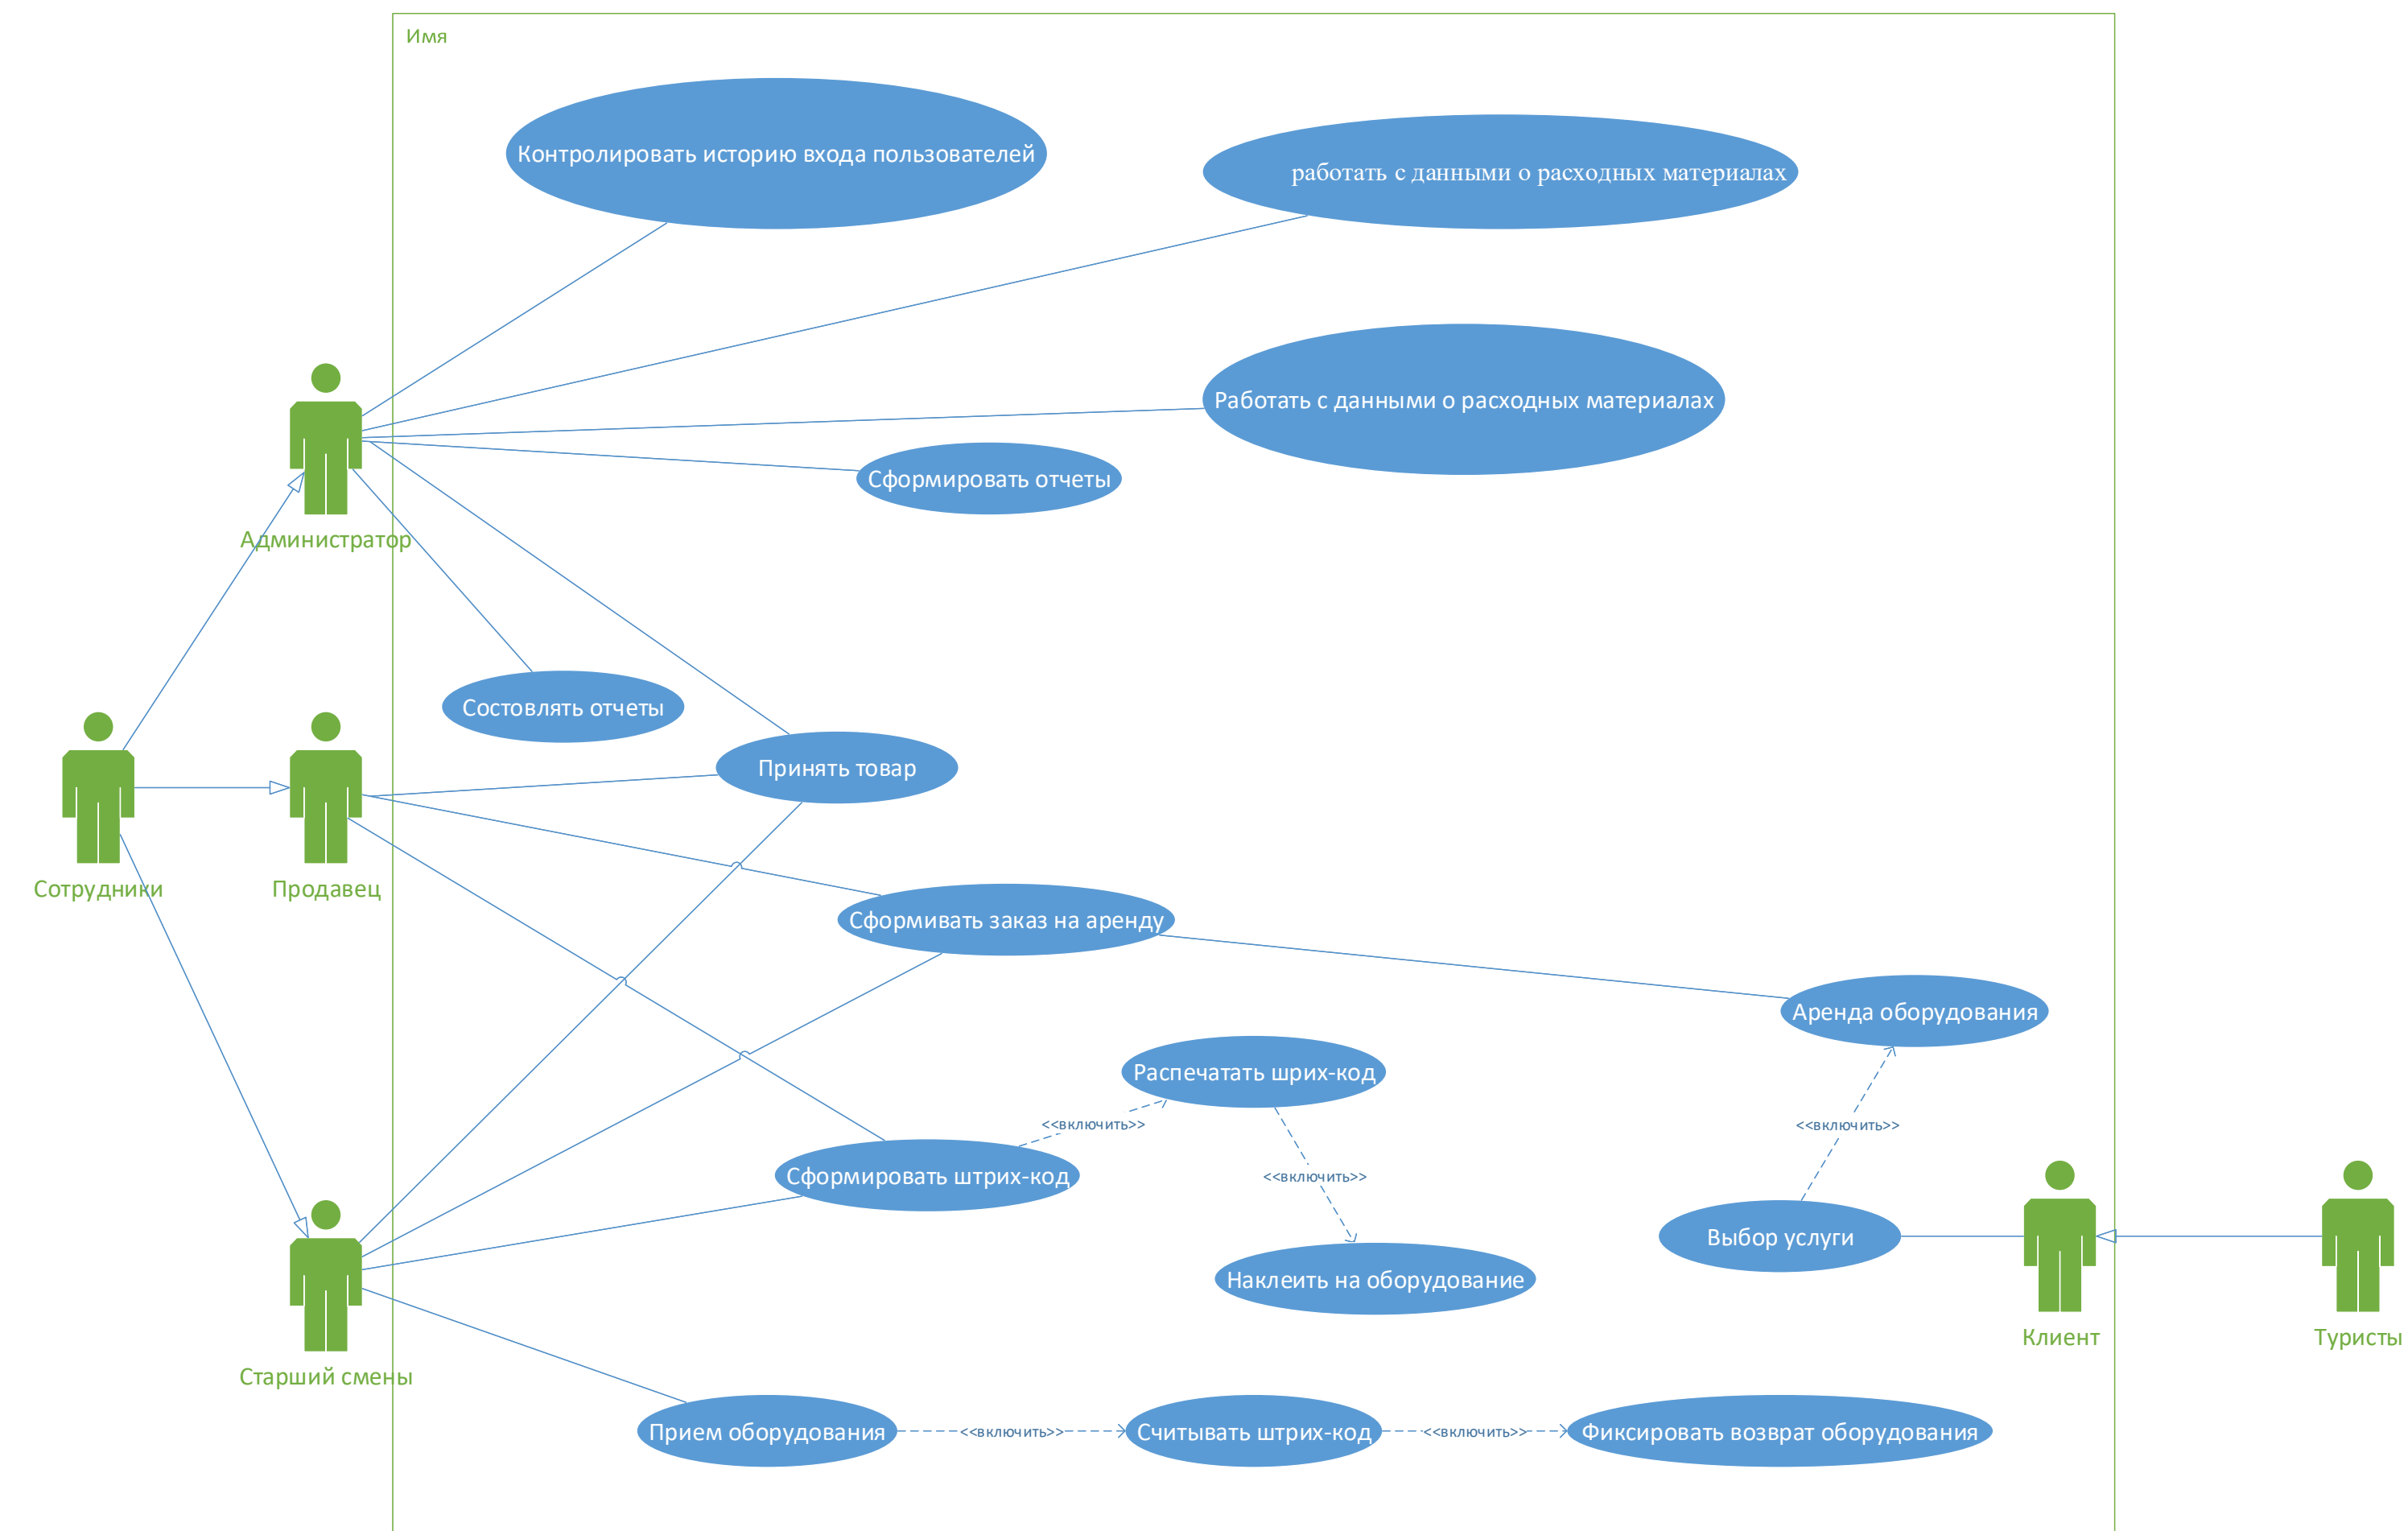 Имя
Контролировать историю входа пользователей
работать с данными о расходных материалах
Работать с данными о расходных материалах
Сформировать отчеты
Администратор
Состовлять отчеты
Принять товар
Сотрудники
Продавец
Сформивать заказ на аренду
Аренда оборудования
Распечатать шрих-код
<<включить>>
<<включить>>
Сформировать штрих-код
<<включить>>
Выбор услуги
Наклеить на оборудование
Клиент
Туристы
Старший смены
Прием оборудования
<<включить>>
Считывать штрих-код
<<включить>>
Фиксировать возврат оборудования